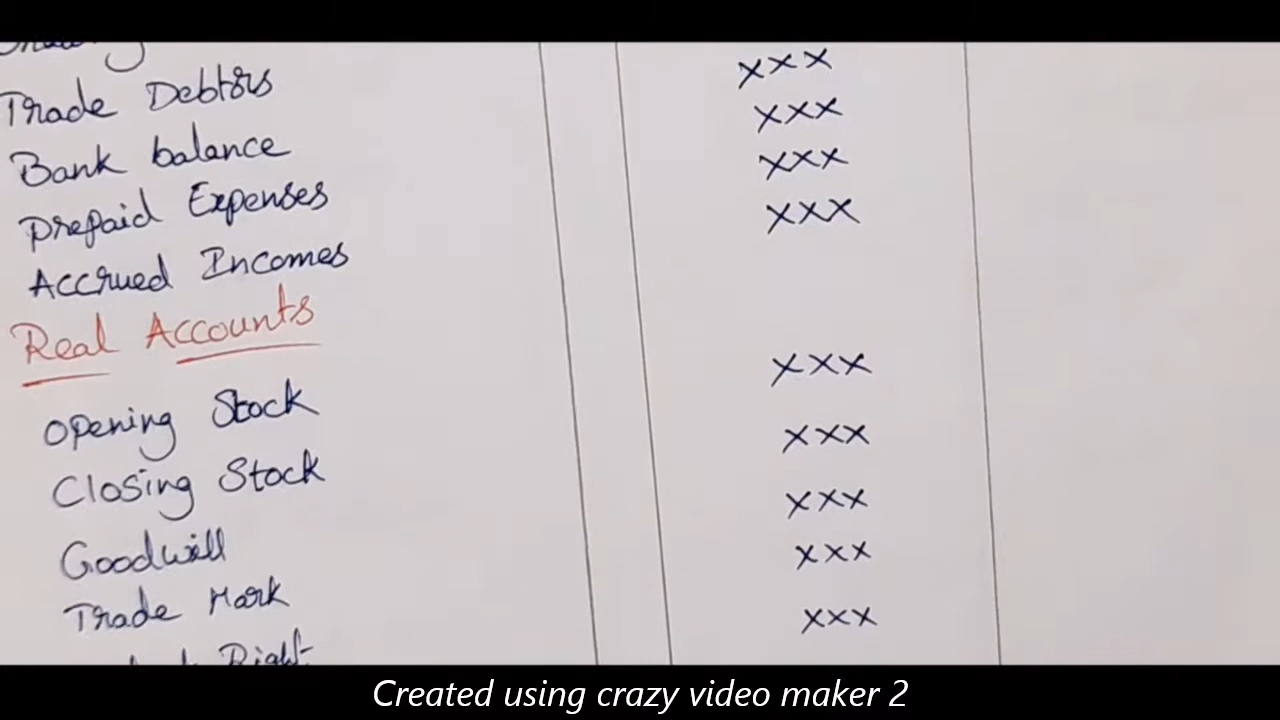 Trade Debtors xxx
Bank balance xxx
Prepaid Expenses xxx
Accrued Incomes xxx
Real Accounts
Opening Stock xxx
Closing Stock xxx
Goodwill xxx
Trade Mark xxx
Right xxx
Created using crazy video maker 2